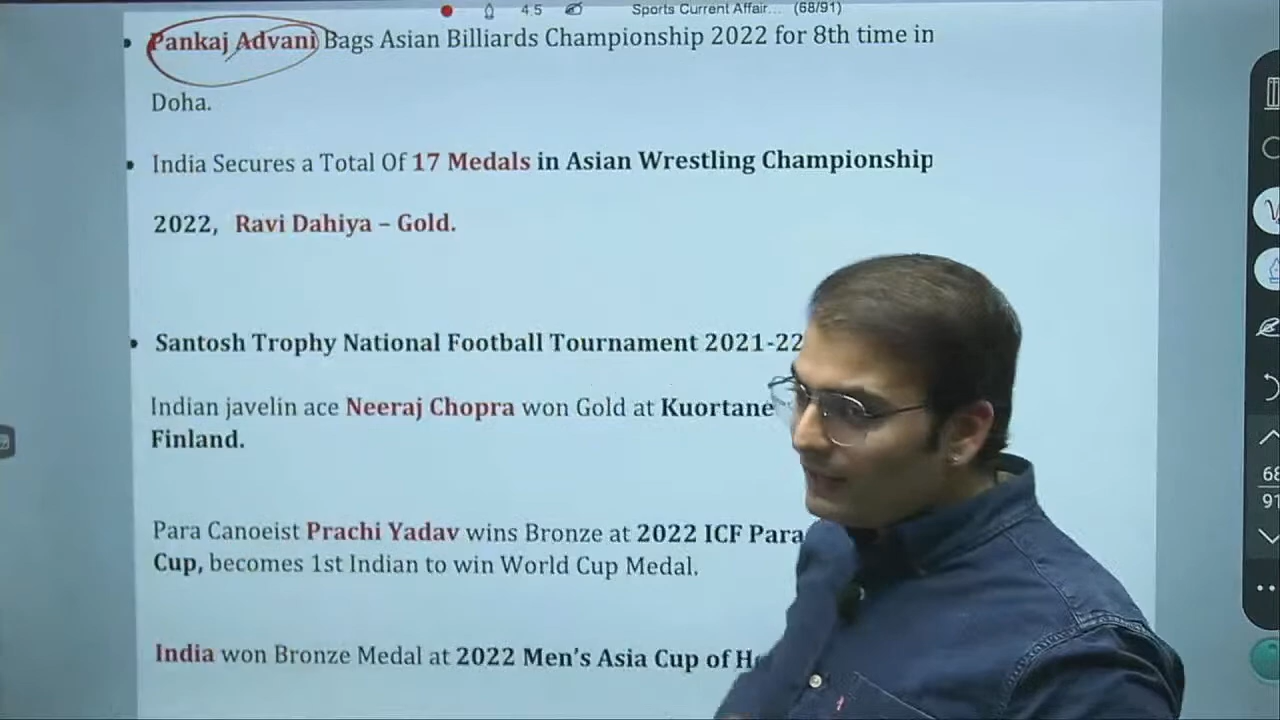 4.5 Sports Current Affair... (68/91)
Pankaj Advani Bags Asian Billiards Championship 2022 for 8th time in
Doha.
India Secures a Total Of 17 Medals in Asian Wrestling Championship
2022, Ravi Dahiya – Gold.
Santosh Trophy National Football Tournament 2021-22
Indian javelin ace Neeraj Chopra won Gold at Kuortane
Finland.
Para Canoeist Prachi Yadav wins Bronze at 2022 ICF Para
Cup, becomes 1st Indian to win World Cup Medal.
India won Bronze Medal at 2022 Men's Asia Cup of
68
91